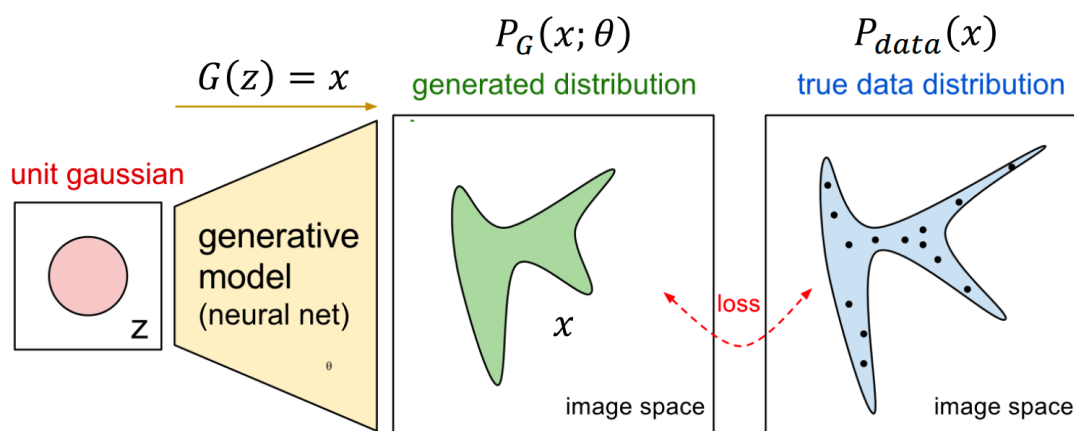 P_G(x; θ)
P_data(x)
G(z) = x
generated distribution
true data distribution
unit gaussian
generative
model
(neural net)
z
θ
x
loss
image space
image space